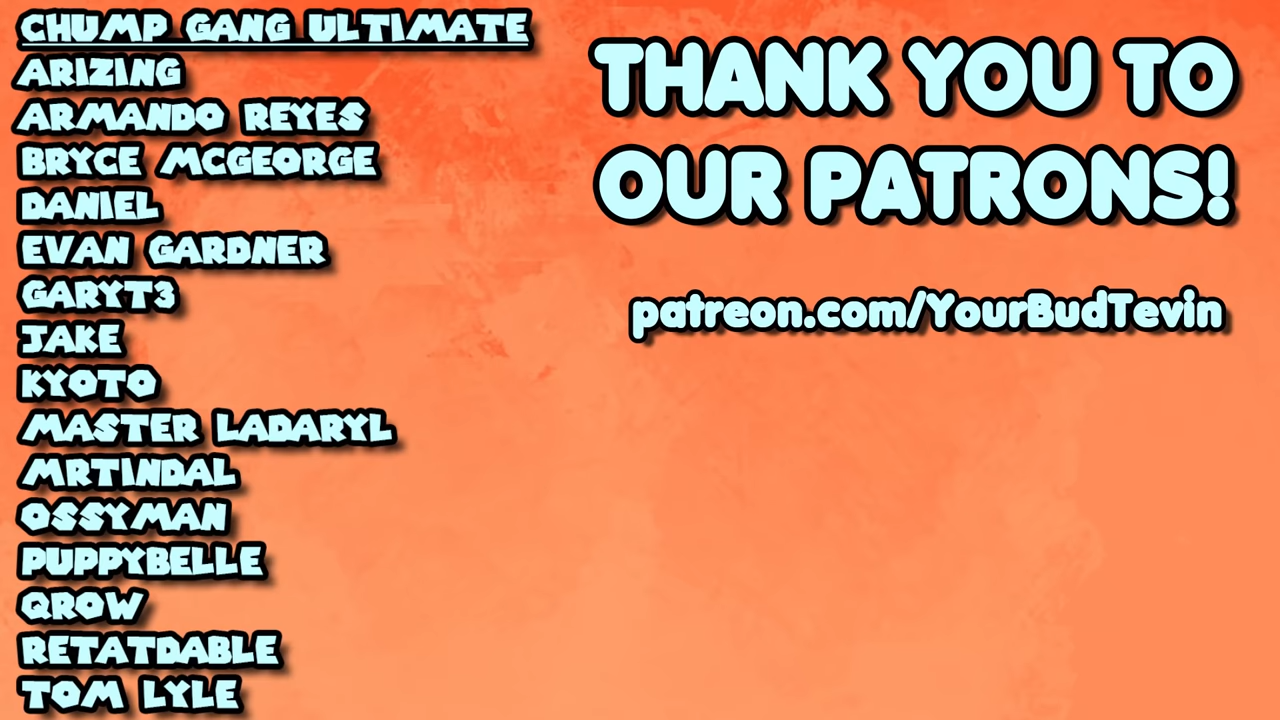 CHUMP GANG ULTIMATE
ARIZING
ARMANDO REYES
BRYCE MCGEORGE
DANIEL
EVAN GARDNER
GARYT3
JAKE
KYOTO
MASTER LADARYL
MRTINDAL
OSSYMAN
PUPPYBELLE
QROW
RETATDABLE
TOM LYLE
THANK YOU TO
OUR PATRONS!
patreon.com/YourBudTevin